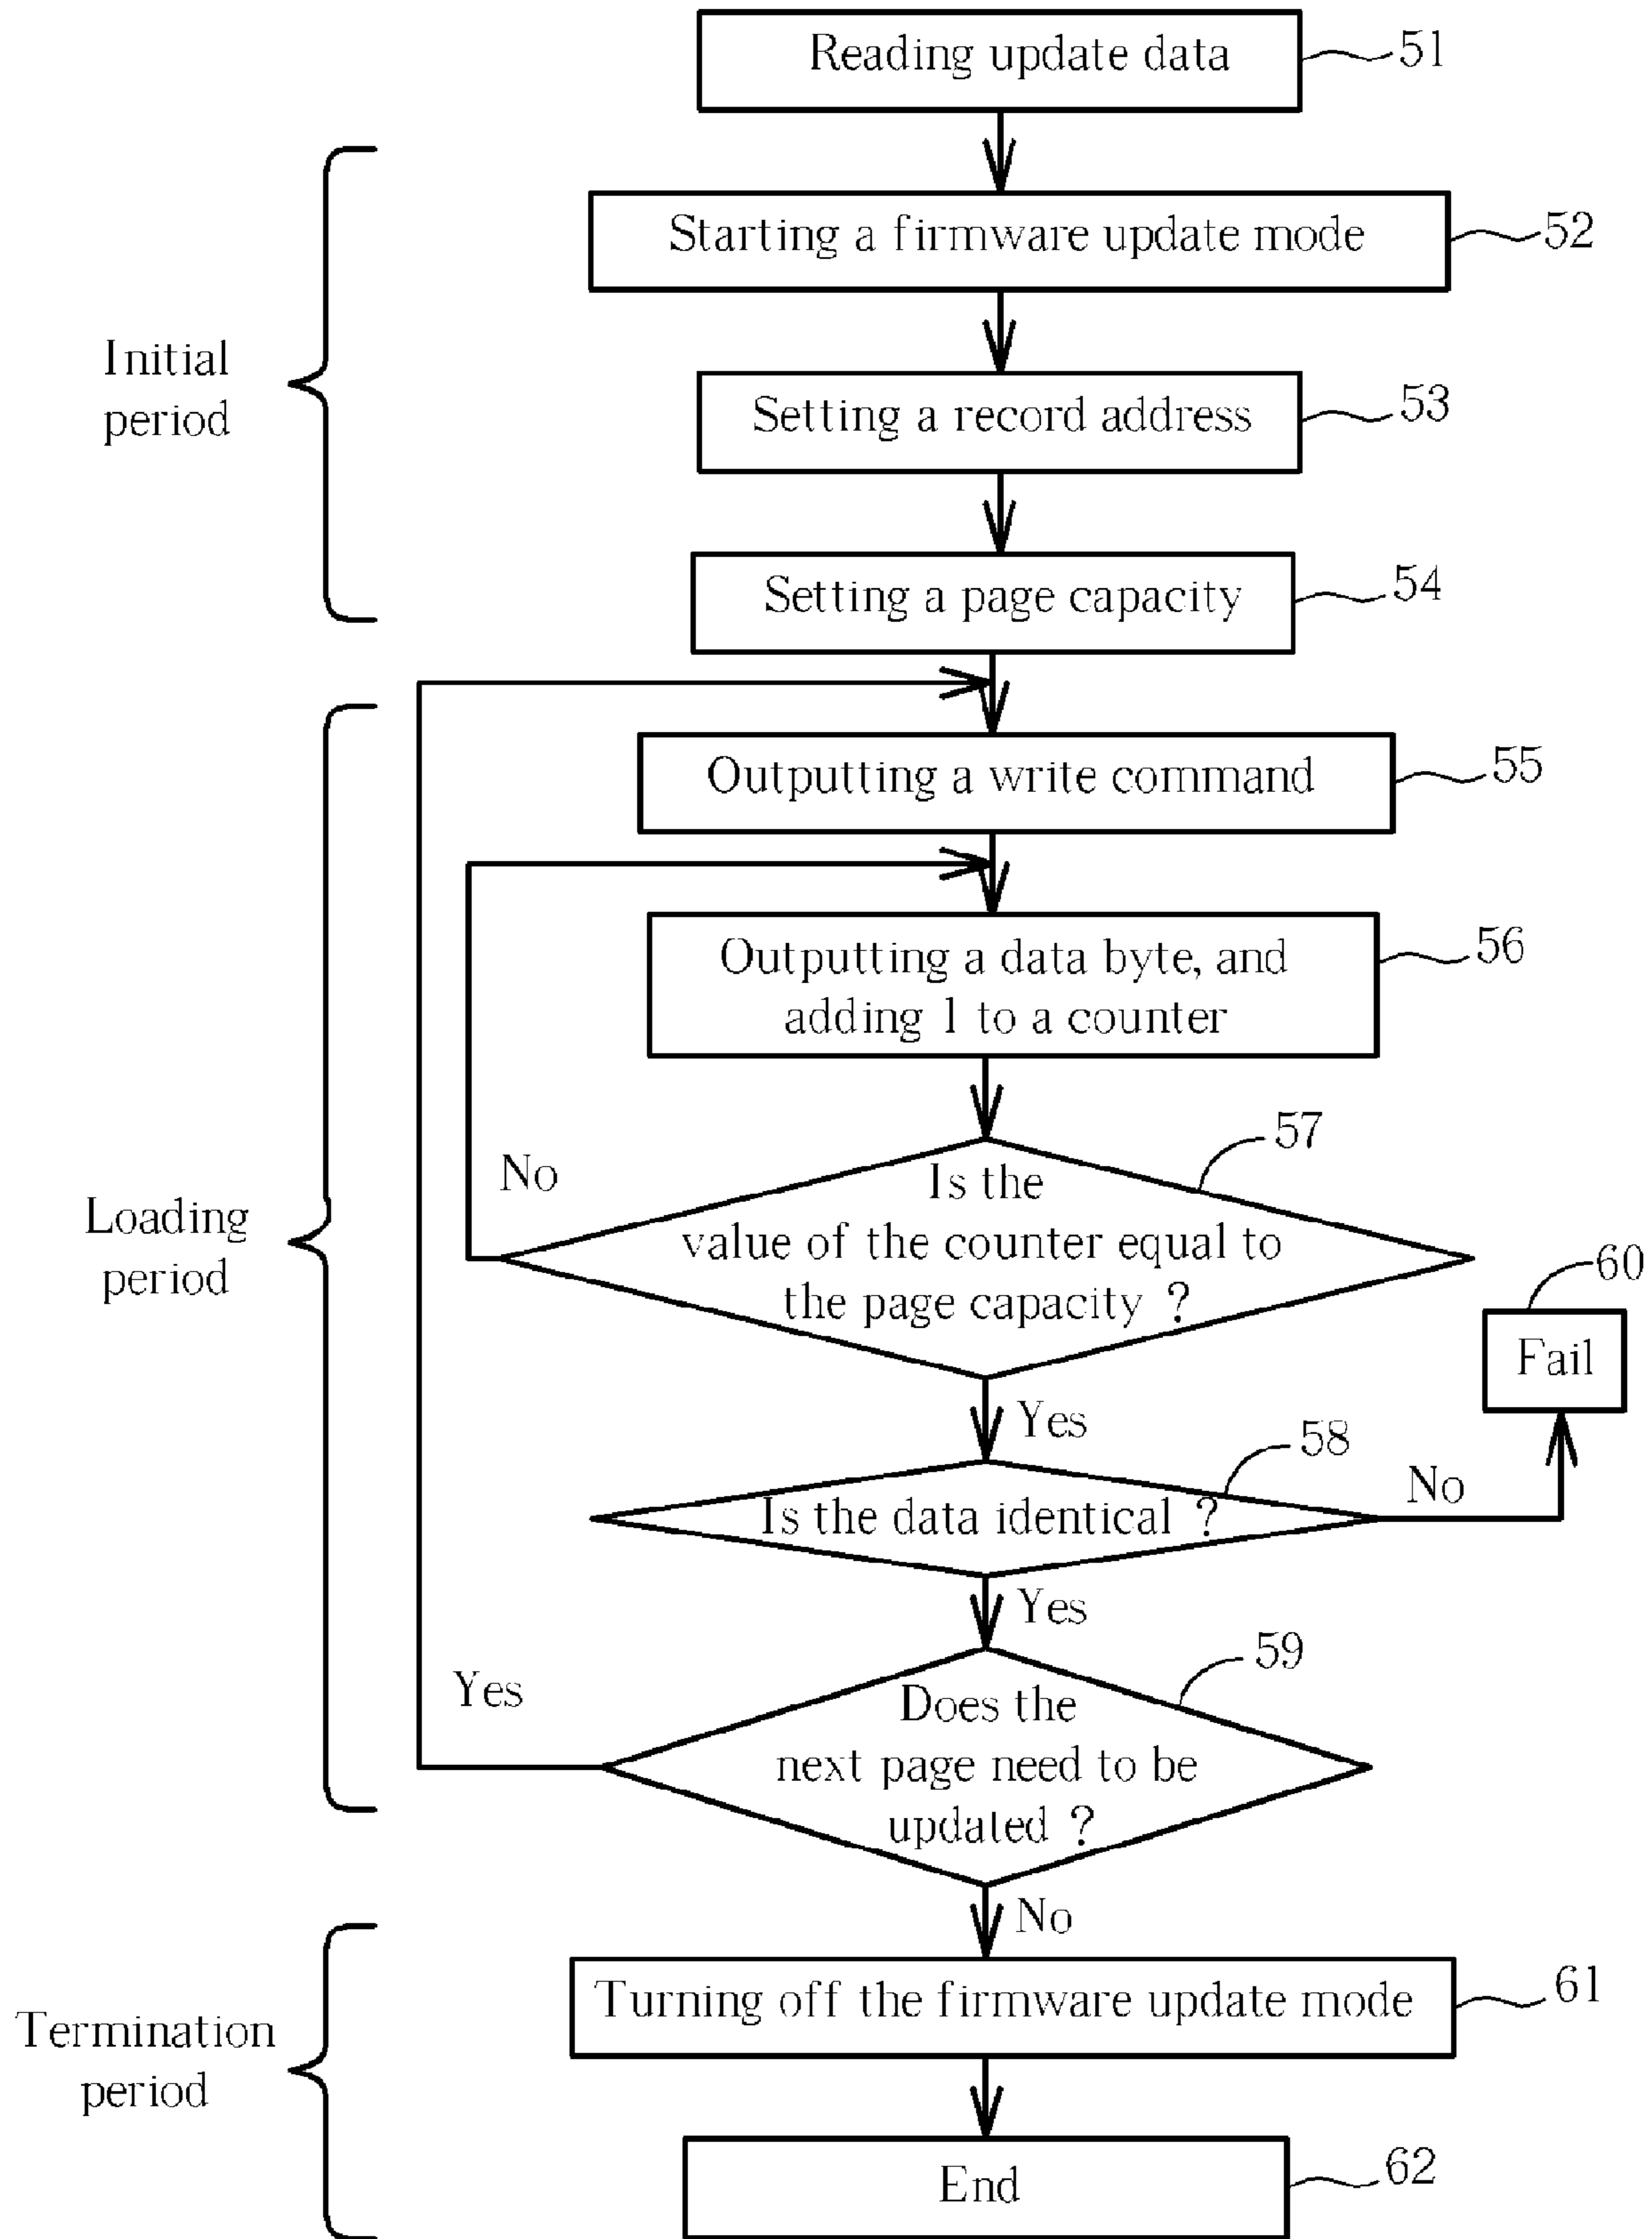 Reading update data
51
Starting a firmware update mode
52
Initial
period
Setting a record address
53
Setting a page capacity
54
Outputting a write command
55
Outputting a data byte, and
adding 1 to a counter
56
Loading
period
No
Is the
value of the counter equal to
the page capacity ?
57
Yes
60
Fail
Is the data identical ?
58
No
Yes
Does the
next page need to be
updated ?
59
Yes
No
Termination
period
Turning off the firmware update mode
61
End
62